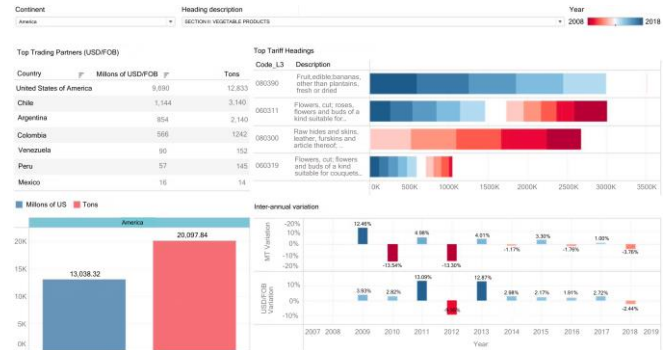 Continent
Heading description
Year
America
SECTION II: VEGETABLE PRODUCTS
2008
2018
Top Trading Partners (USD/FOB)
Country
Millons of USD/FOB
Tons
United States of America
9,690
12,833
Chile
1,144
3,140
Argentina
854
2,140
Colombia
566
1242
Venezuela
90
152
Peru
57
145
Mexico
16
14
Top Tariff Headings
Code_L3
Description
080390
Fruit,edible;bananas,
other than plantains,
fresh or dried
060311
Flowers, cut; roses,
flowers and buds of a
kind suitable for..
080300
Raw hides and skins,
leather, furskins and
article thereof, ..
060319
Flowers, cut; flowers
and buds of a kind
suitable for couquets..
0K 500K 1000K 1500K 2000K 2500K 3000K 3500K
Millons of US
Tons
America
20K
15K
10K
5K
0K
13,038.32
20,097.84
Inter-annual variation
MT Variation
-20%
10%
0%
-10%
-20%
12.46%
-13.54%
4.98%
-13.30%
4.01%
-1.17%
3.30%
-1.76%
1.00%
-3.76%
USD/FOB
Variation
10%
0%
-10%
3.93%
2.82%
13.09%
12.87%
2.98%
2.17%
1.91%
2.72%
-2.44%
2007 2008 2009 2010 2011 2012 2013 2014 2015 2016 2017 2018 2019
Year